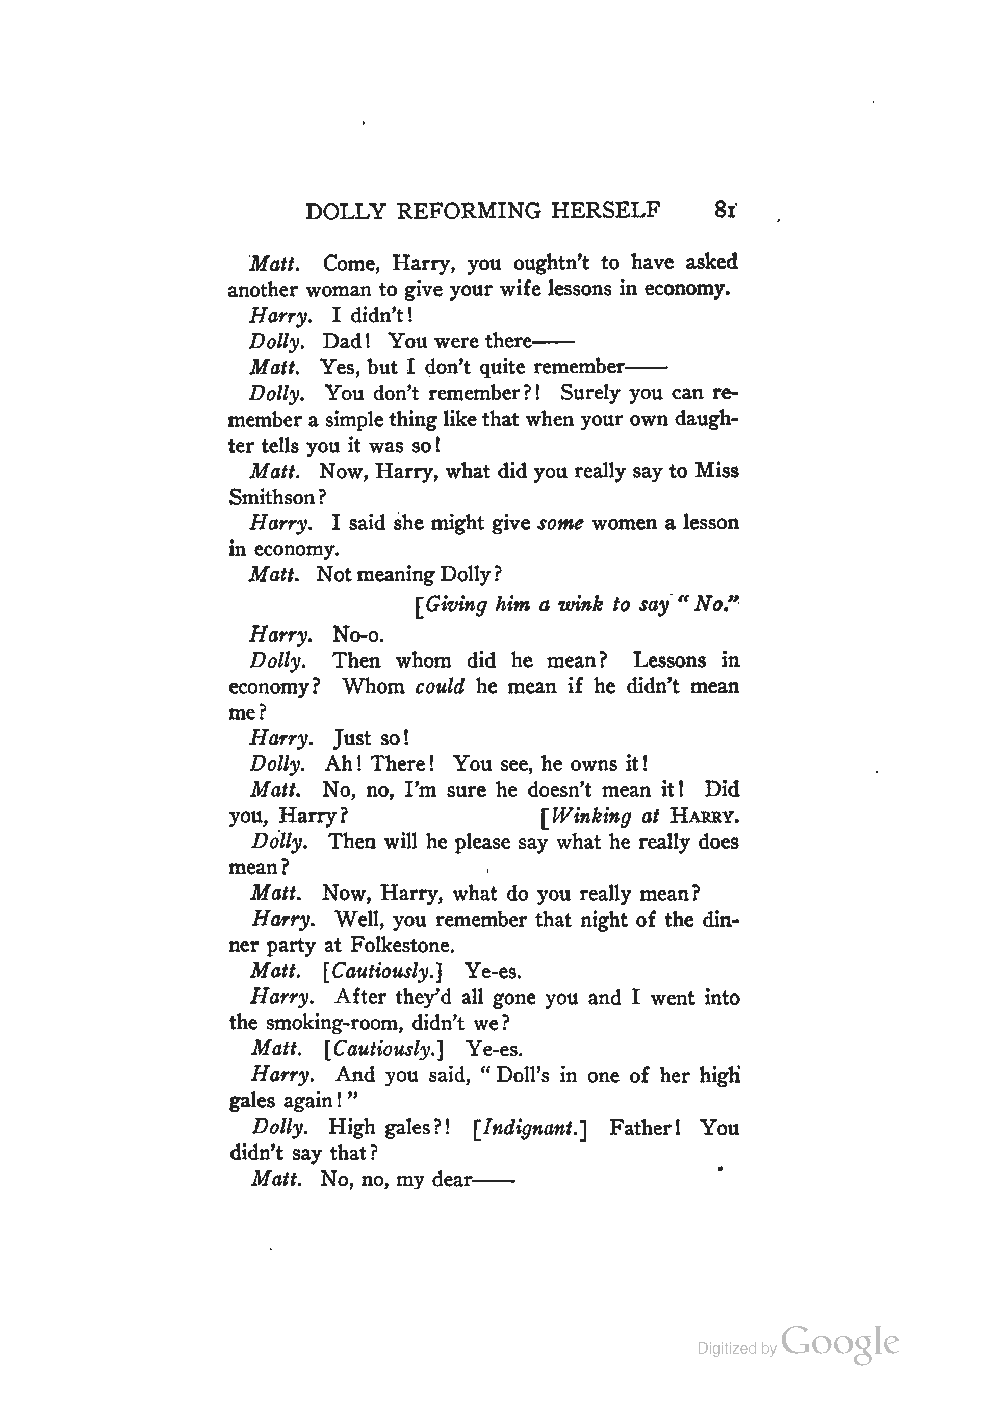 DOLLY REFORMING HERSELF 81
Matt. Come, Harry, you oughtn't to have asked
another woman to give your wife lessons in economy.
Harry. I didn't!
Dolly. Dad! You were there——
Matt. Yes, but I don't quite remember——
Dolly. You don't remember?! Surely you can re-
member a simple thing like that when your own daugh-
ter tells you it was so!
Matt. Now, Harry, what did you really say to Miss
Smithson?
Harry. I said she might give some women a lesson
in economy.
Matt. Not meaning Dolly?
[Giving him a wink to say "No."
Harry. No-o.
Dolly. Then whom did he mean? Lessons in
economy? Whom could he mean if he didn't mean
me?
Harry. Just so!
Dolly. Ah! There! You see, he owns it!
Matt. No, no, I'm sure he doesn't mean it! Did
you, Harry? [Winking at HARRY.
Dolly. Then will he please say what he really does
mean?
Matt. Now, Harry, what do you really mean?
Harry. Well, you remember that night of the din-
ner party at Folkestone.
Matt. [Cautiously.] Ye-es.
Harry. After they'd all gone you and I went into
the smoking-room, didn't we?
Matt. [Cautiously.] Ye-es.
Harry. And you said, "Doll's in one of her high
gales again!"
Dolly. High gales?! [Indignant.] Father! You
didn't say that?
Matt. No, no, my dear——
Digitized by Google